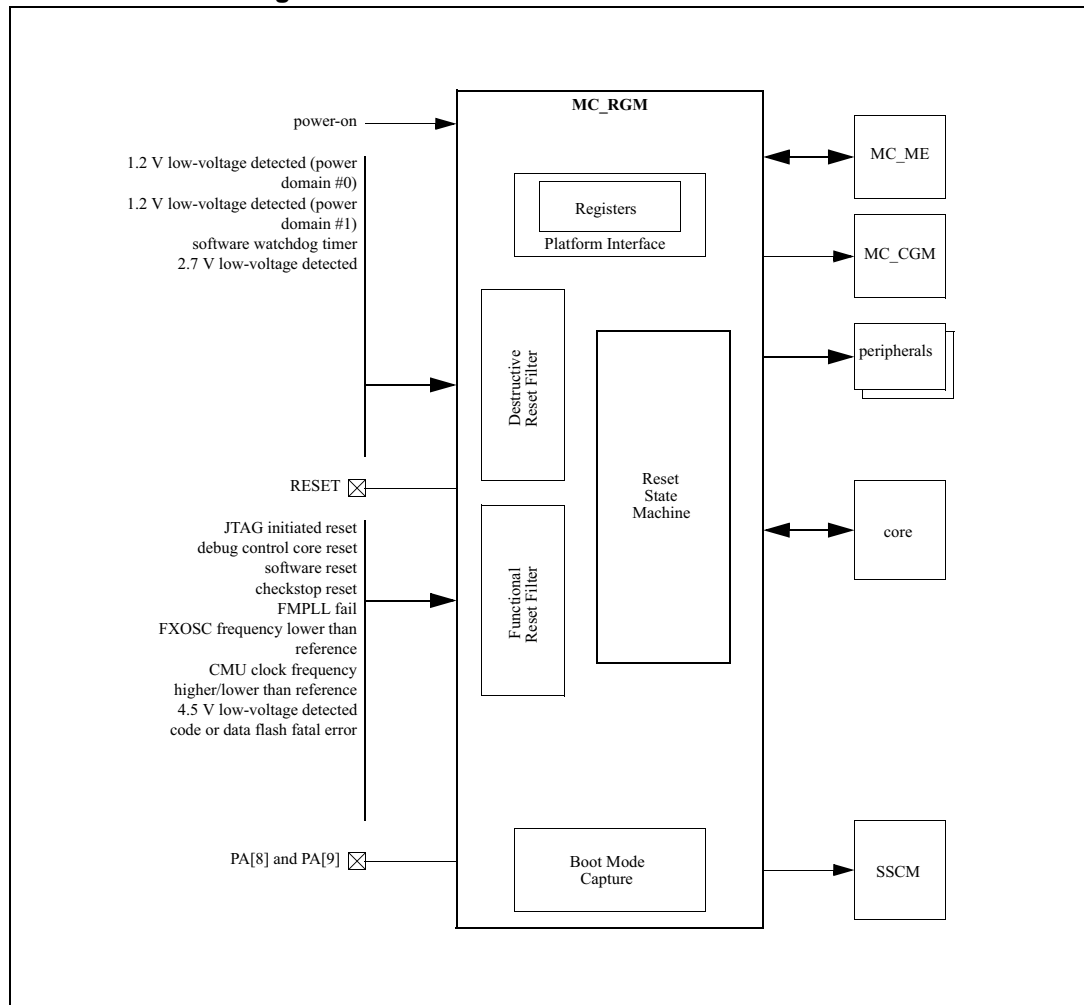 power-on
1.2 V low-voltage detected (power
domain #0)
1.2 V low-voltage detected (power
domain #1)
software watchdog timer
2.7 V low-voltage detected
RESET
JTAG initiated reset
debug control core reset
software reset
checkstop reset
FMPLL fail
FXOSC frequency lower than
reference
CMU clock frequency
higher/lower than reference
4.5 V low-voltage detected
code or data flash fatal error
PA[8] and PA[9]
MC_RGM
Registers
Platform Interface
Destructive
Reset Filter
Functional
Reset Filter
Reset
State
Machine
Boot Mode
Capture
MC_ME
MC_CGM
peripherals
core
SSCM